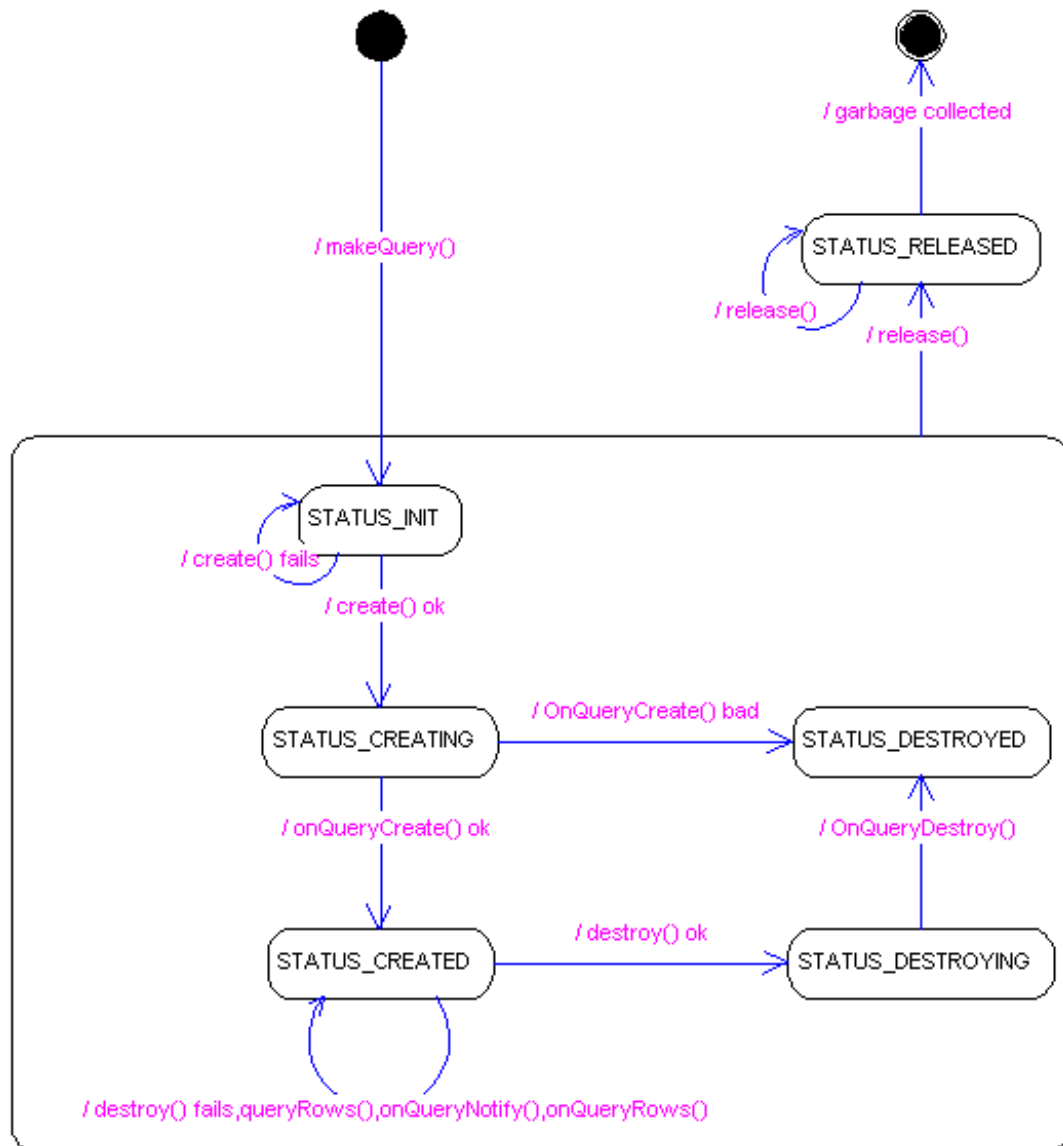 / garbage collected
/ makeQuery()
STATUS_RELEASED
/ release()
/ release()
STATUS_INIT
/ create() fails
/ create() ok
/ OnQueryCreate() bad
STATUS_CREATING
STATUS_DESTROYED
/ onQueryCreate() ok
/ OnQueryDestroy()
/ destroy() ok
STATUS_CREATED
STATUS_DESTROYING
/ destroy() fails,queryRows(),onQueryNotify(),onQueryRows()